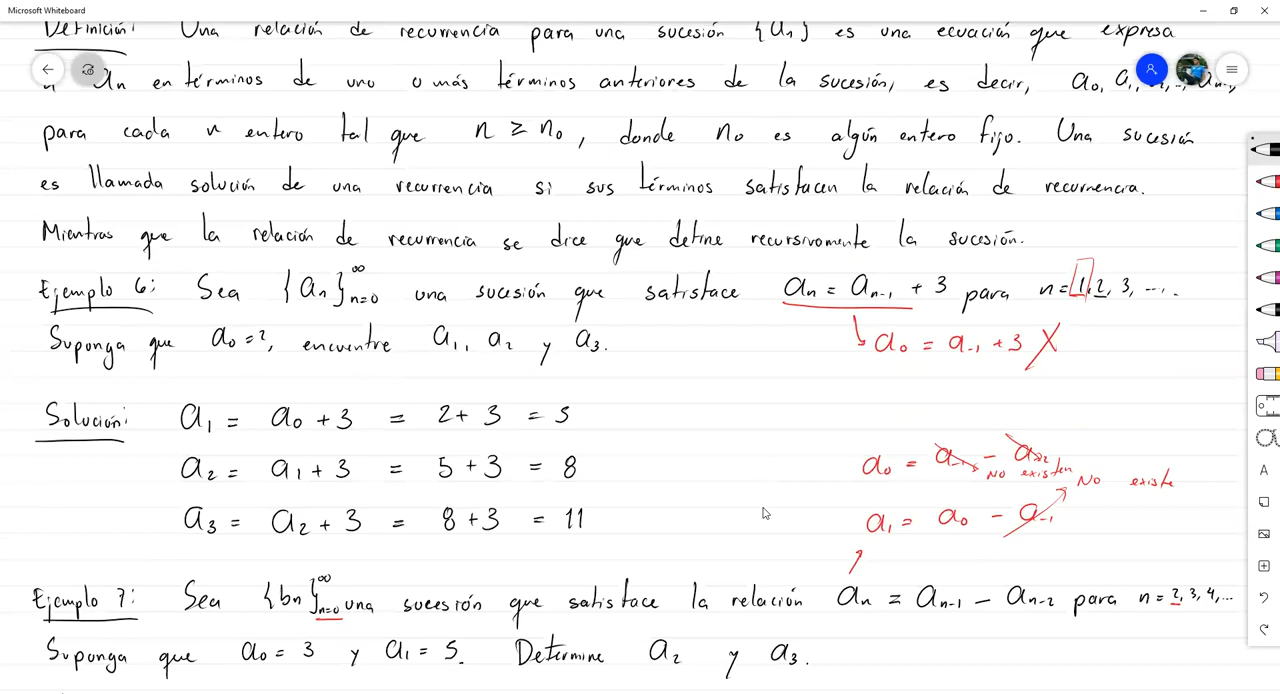 Microsoft Whiteboard
Definición: Una relación de recurrencia para una sucesión {an} es una ecuación que expresa
an en términos de uno o más términos anteriores de la sucesión, es decir, a0, a1,
para cada n entero tal que n ≥ n0, donde n0 es algún entero fijo. Una sucesión
es llamada solución de una recurrencia si sus términos satisfacen la relación de recurrencia.
Mientras que la relación de recurrencia se dice que define recursivamente la sucesión.
Ejemplo 6: Sea {an}∞n=0 una sucesión que satisface an = an-1 + 3 para n = 1, 2, 3, ....
Suponga que a0 = 2, encuentre a1, a2 y a3.
a0 = a-1 + 3 X
Solución: a1 = a0 + 3 = 2 + 3 = 5
a2 = a1 + 3 = 5 + 3 = 8
a3 = a2 + 3 = 8 + 3 = 11
a0 = a-1 - a-2
No existen
No existe
a1 = a0 - a-1
Ejemplo 7: Sea {bn}∞n=0 una sucesión que satisface la relación an = an-1 - an-2 para n = 2, 3, 4, ...
Suponga que a0 = 3 y a1 = 5. Determine a2 y a3.